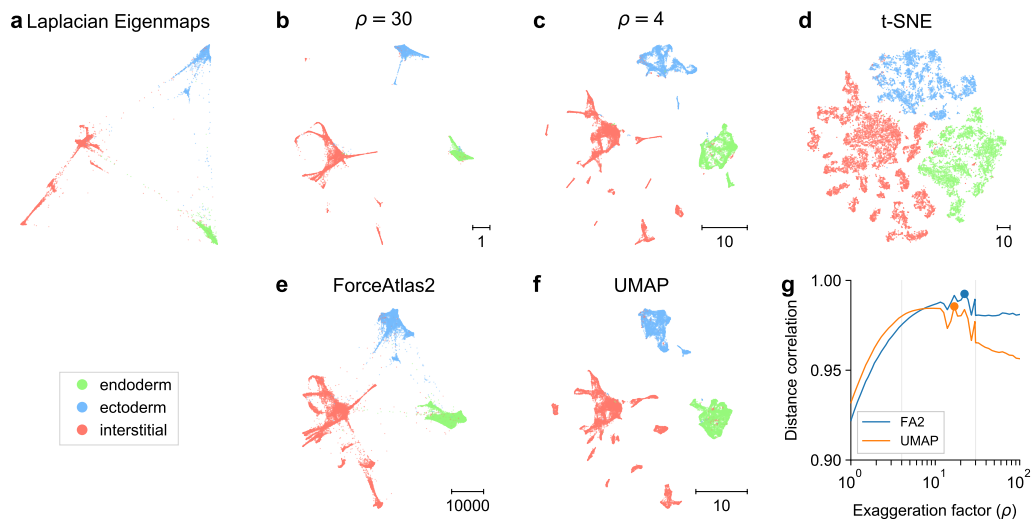 a Laplacian Eigenmaps
b ρ = 30
c ρ = 4
d t-SNE
1
10
10
e ForceAtlas2
f UMAP
g
endoderm
ectoderm
interstitial
10000
10
Distance correlation
1.00
0.95
0.90
FA2
UMAP
10⁰
10¹
10²
Exaggeration factor (ρ)